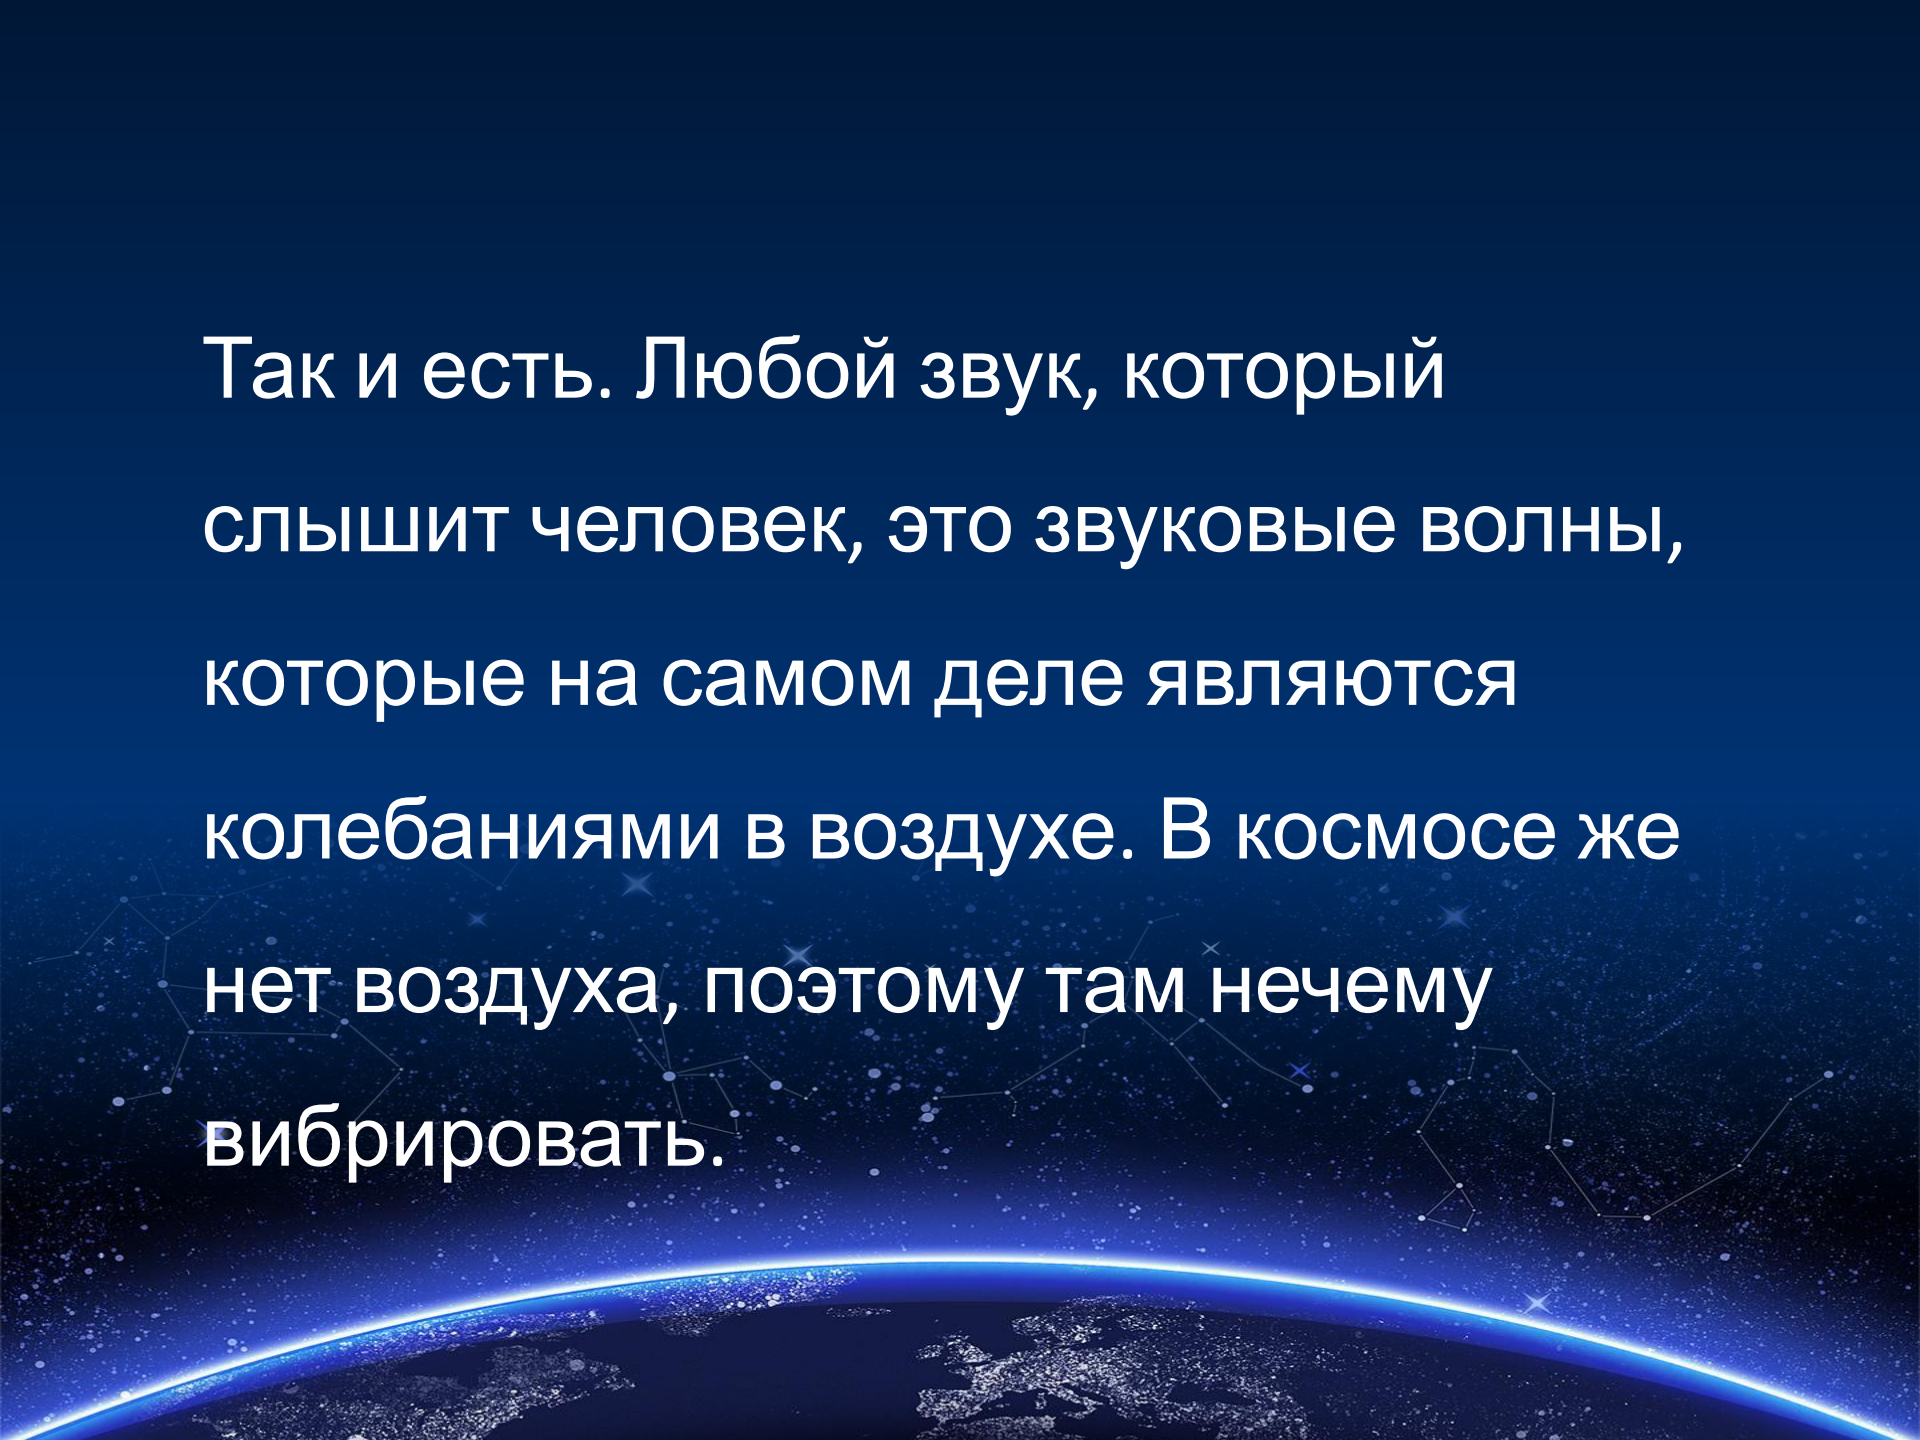 Так и есть. Любой звук, который
слышит человек, это звуковые волны,
которые на самом деле являются
колебаниями в воздухе. В космосе же
нет воздуха, поэтому там нечему
вибрировать.